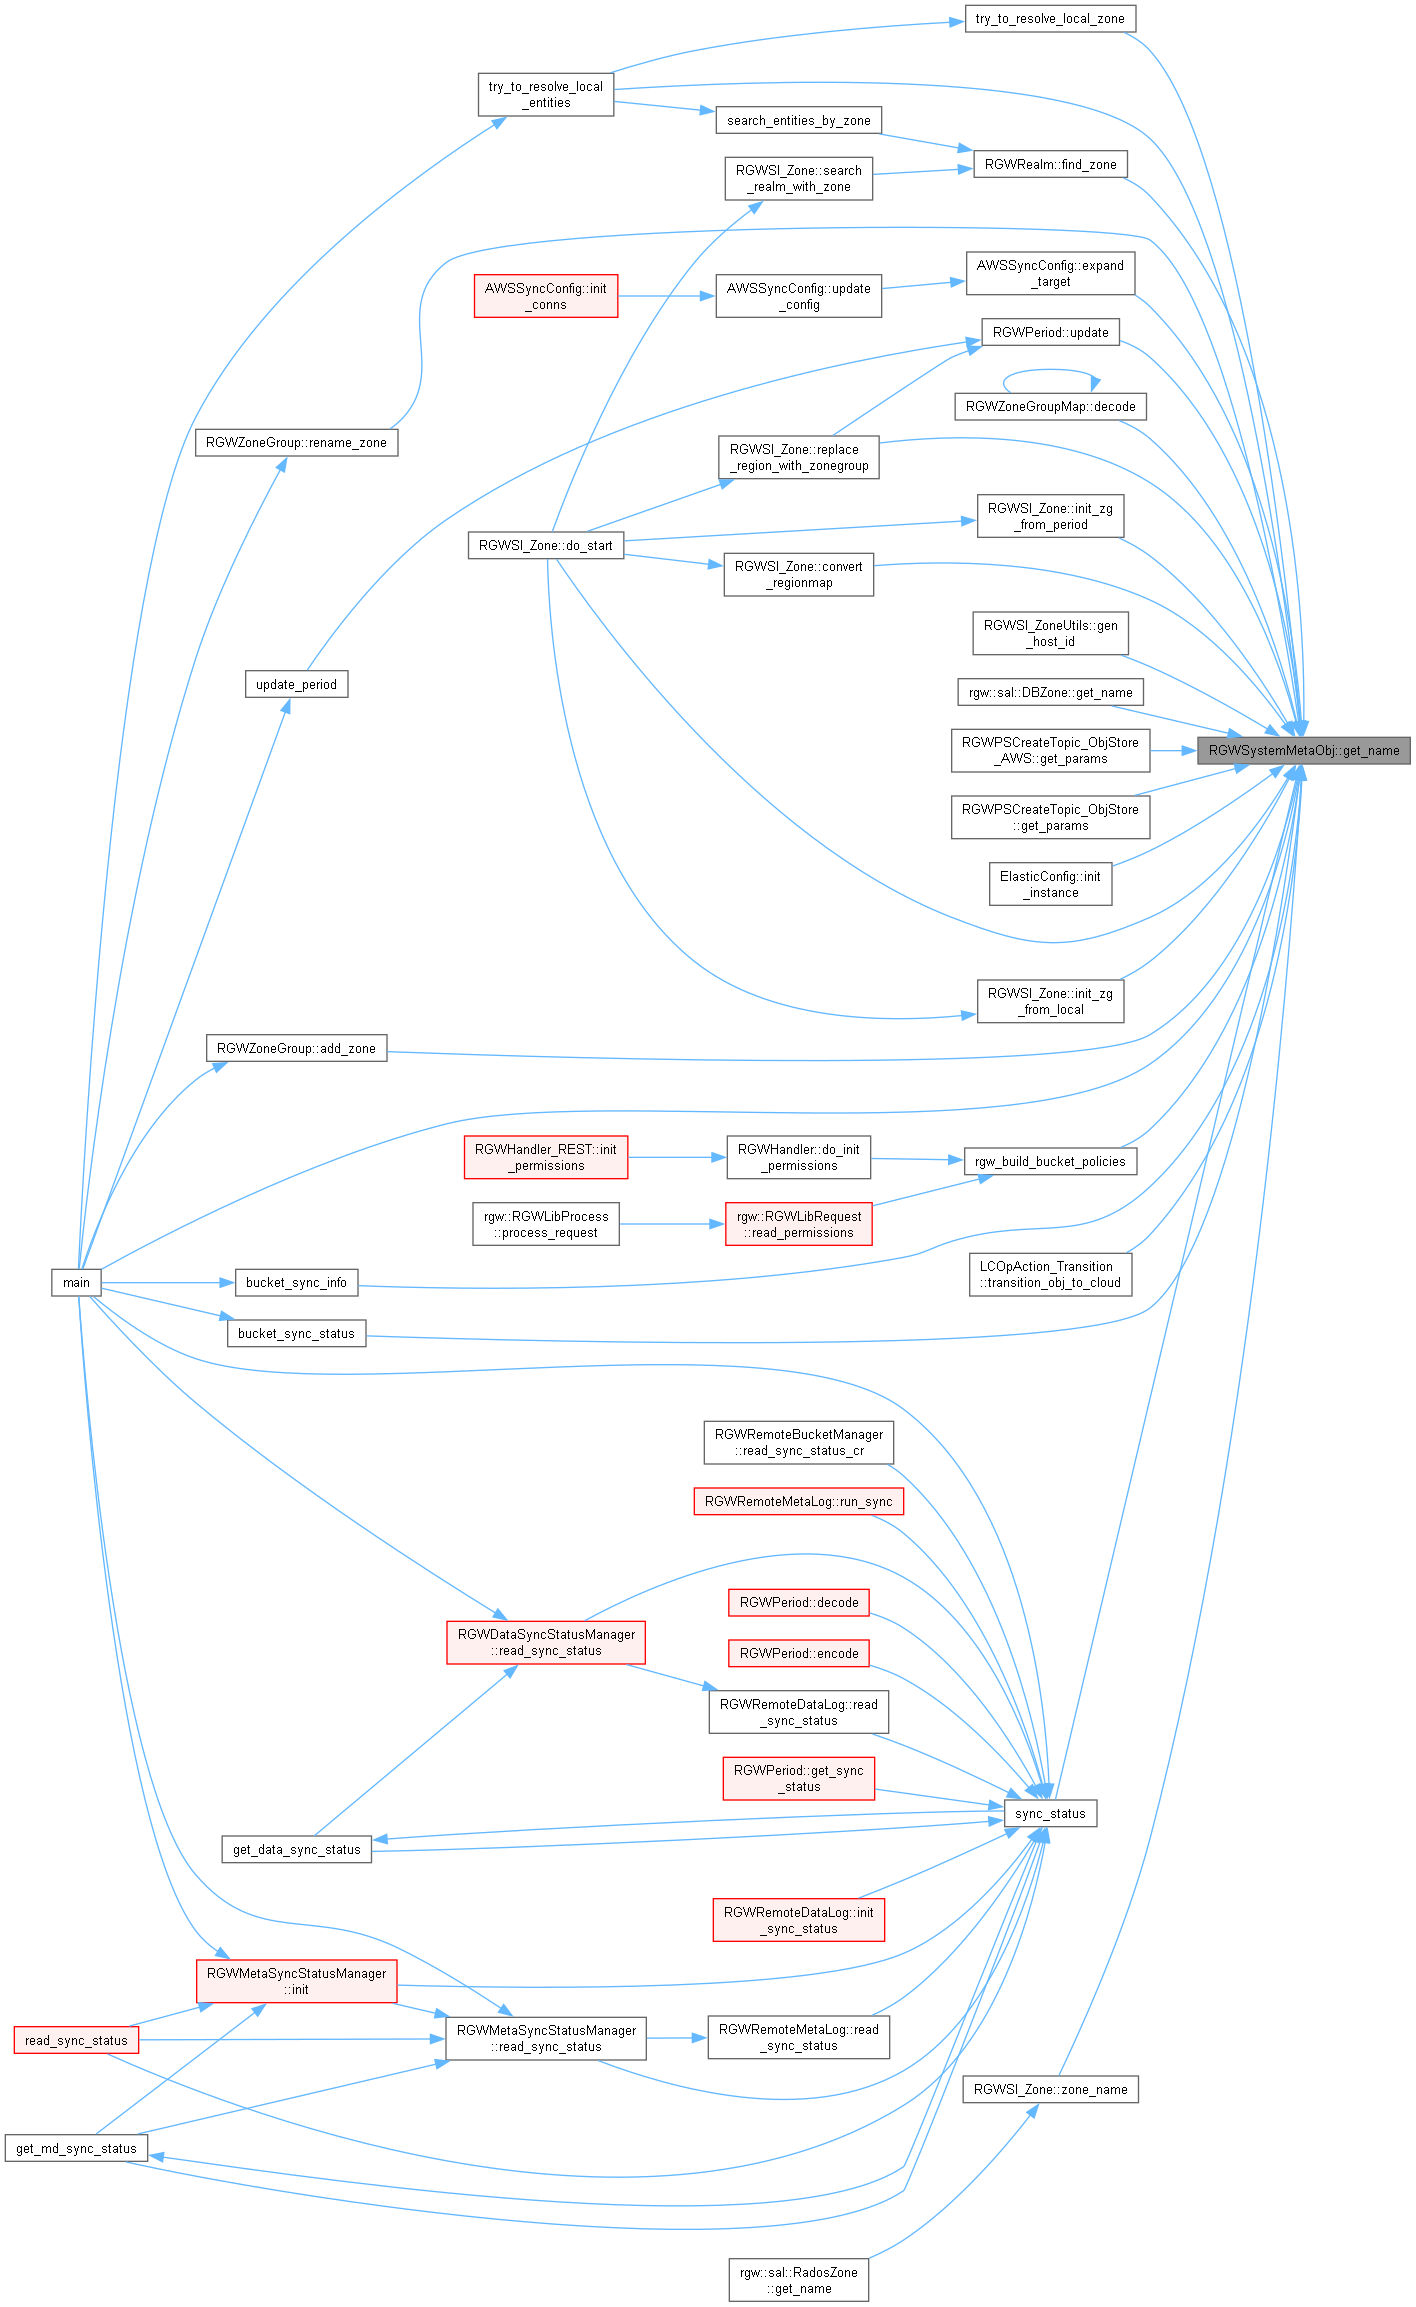 try_to_resolve_local_zone
try_to_resolve_local
_entities
search_entities_by_zone
RGWRealm::find_zone
RGWSI_Zone::search
_realm_with_zone
AWSSyncConfig::expand
_target
AWSSyncConfig::init
_conns
AWSSyncConfig::update
_config
RGWPeriod::update
RGWZoneGroupMap::decode
RGWZoneGroup::rename_zone
RGWSI_Zone::replace
_region_with_zonegroup
RGWSI_Zone::init_zg
_from_period
RGWSI_Zone::do_start
RGWSI_Zone::convert
_regionmap
RGWSI_ZoneUtils::gen
_host_id
update_period
rgw::sal::DBZone::get_name
RGWPSCreateTopic_ObjStore
_AWS::get_params
RGWSystemMetaObj::get_name
RGWPSCreateTopic_ObjStore
::get_params
ElasticConfig::init
_instance
RGWSI_Zone::init_zg
_from_local
RGWZoneGroup::add_zone
RGWHandler_REST::init
_permissions
RGWHandler::do_init
_permissions
rgw_build_bucket_policies
rgw::RGWLibProcess
::process_request
rgw::RGWLibRequest
::read_permissions
LCOpAction_Transition
::transition_obj_to_cloud
main
bucket_sync_info
bucket_sync_status
RGWRemoteBucketManager
::read_sync_status_cr
RGWRemoteMetaLog::run_sync
RGWPeriod::decode
RGWDataSyncStatusManager
::read_sync_status
RGWPeriod::encode
RGWRemoteDataLog::read
_sync_status
RGWPeriod::get_sync
_status
sync_status
get_data_sync_status
RGWRemoteDataLog::init
_sync_status
RGWMetaSyncStatusManager
::init
read_sync_status
RGWMetaSyncStatusManager
::read_sync_status
RGWRemoteMetaLog::read
_sync_status
RGWSI_Zone::zone_name
get_md_sync_status
rgw::sal::RadosZone
::get_name